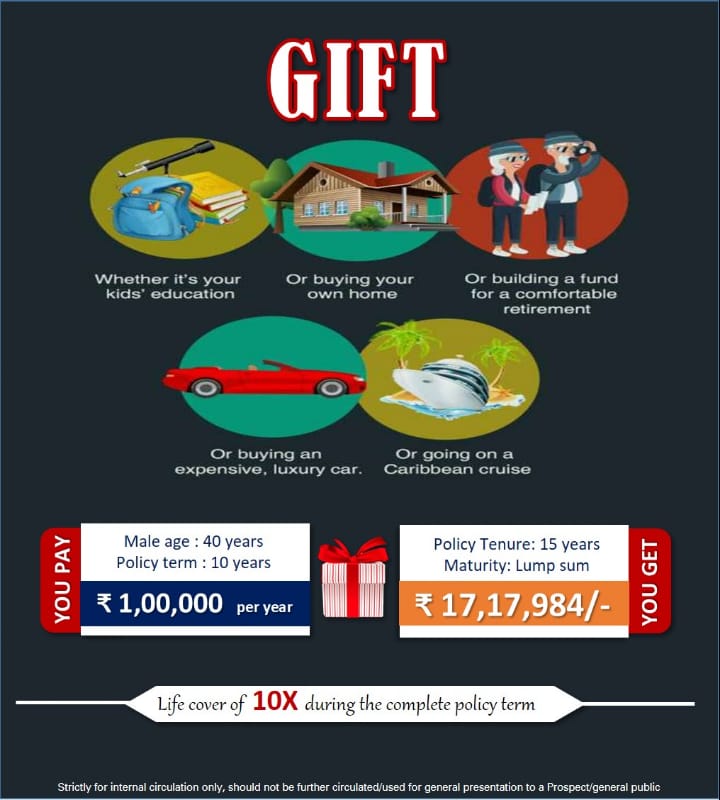 GIFT
Whether it's your
kids' education
Or buying your
own home
Or building a fund
for a comfortable
retirement
Or buying an
expensive, luxury car.
Or going on a
Caribbean cruise
YOU PAY
Male age : 40 years
Policy term : 10 years
₹ 1,00,000 per year
Policy Tenure: 15 years
Maturity: Lump sum
₹ 17,17,984/-
YOU GET
Life cover of 10X during the complete policy term
Strictly for internal circulation only, should not be further circulated/used for general presentation to a Prospect/general public